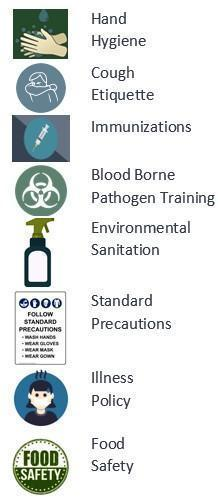 Hand
Hygiene
Cough
Etiquette
Immunizations
Blood Borne
Pathogen Training
Environmental
Sanitation
FOLLOW
STANDARD
PRECAUTIONS
• WASH HANDS
• WEAR GLOVES
• WEAR MASK
• WEAR GOWN
Standard
Precautions
Illness
Policy
FOOD
SAFETY
Food
Safety